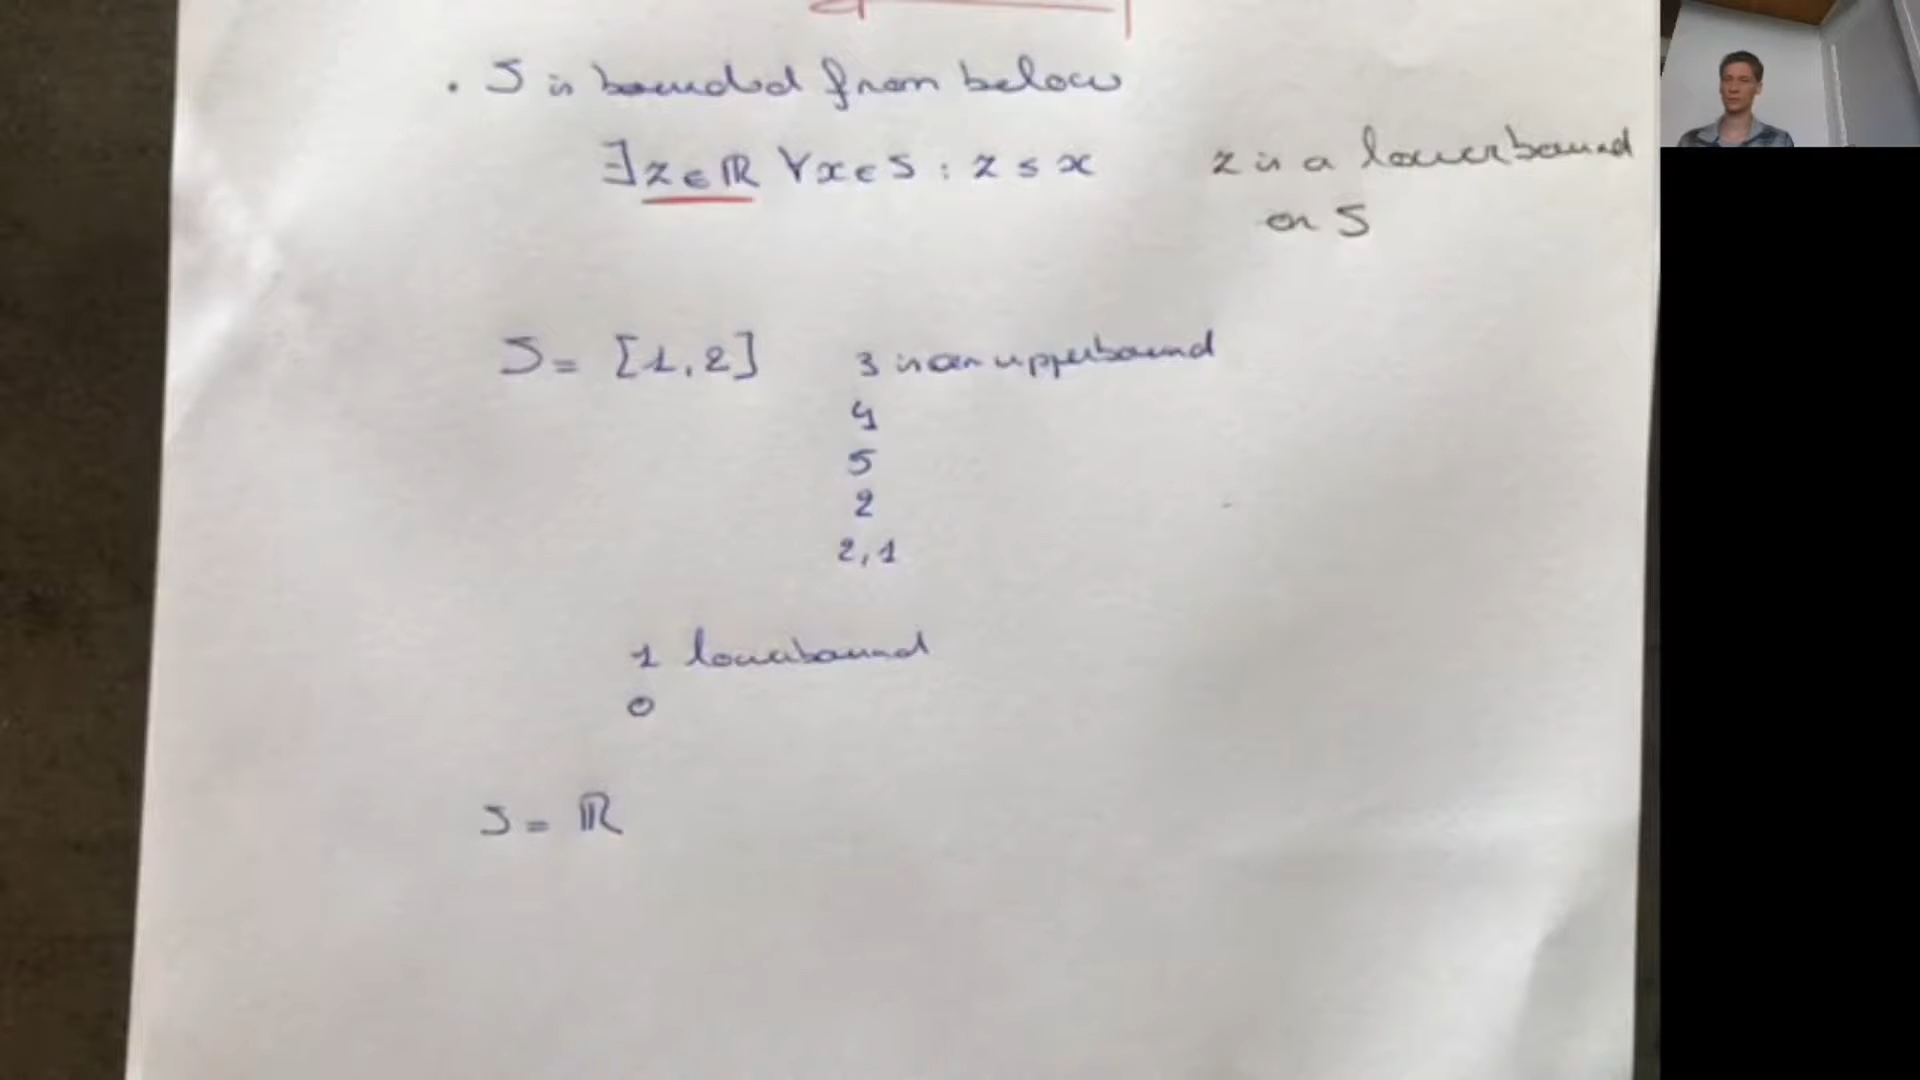 . S is bounded from below
∃ z ∈ ℝ ∀ x ∈ S : z ≤ x
z is a lowerbound
on S
S = [1, 2]
3 is an upperbound
4
5
2
2,1
1 lowerbound
0
S = ℝ